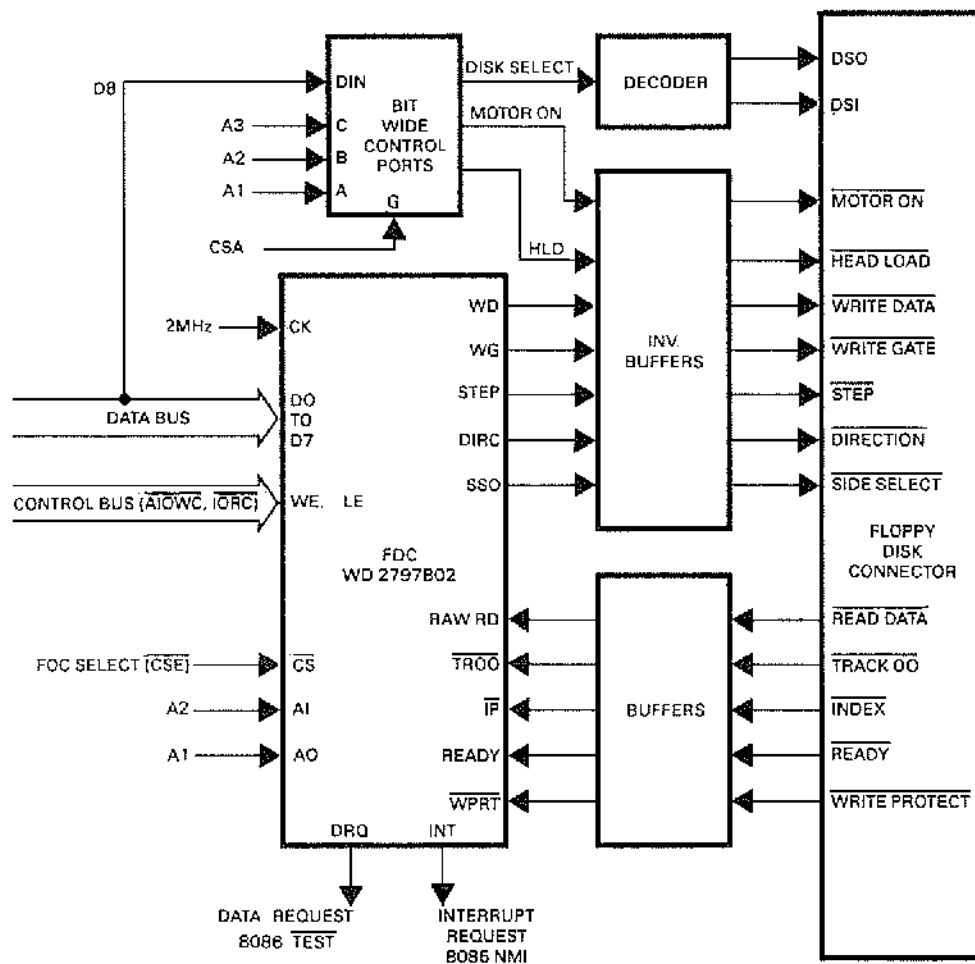 D8
A3
A2
A1
CSA
DIN
C
B
A
G
BIT
WIDE
CONTROL
PORTS
DISK SELECT
MOTOR ON
HLD
DECODER
DSO
DSI
2MHz
CK
DATA BUS
DO
TO
D7
CONTROL BUS (AIOWC, IORC)
WE, LE
FDC
WD 2797B02
FDC SELECT (CSE)
CS
A2
AI
A1
AO
WD
WG
STEP
DIRC
SSO
RAW RD
TROO
IP
READY
WPRT
DRQ
INT
DATA REQUEST
8086 TEST
INTERRUPT
REQUEST
8086 NMI
INV.
BUFFERS
BUFFERS
MOTOR ON
HEAD LOAD
WRITE DATA
WRITE GATE
STEP
DIRECTION
SIDE SELECT
FLOPPY
DISK
CONNECTOR
READ DATA
TRACK OO
INDEX
READY
WRITE PROTECT